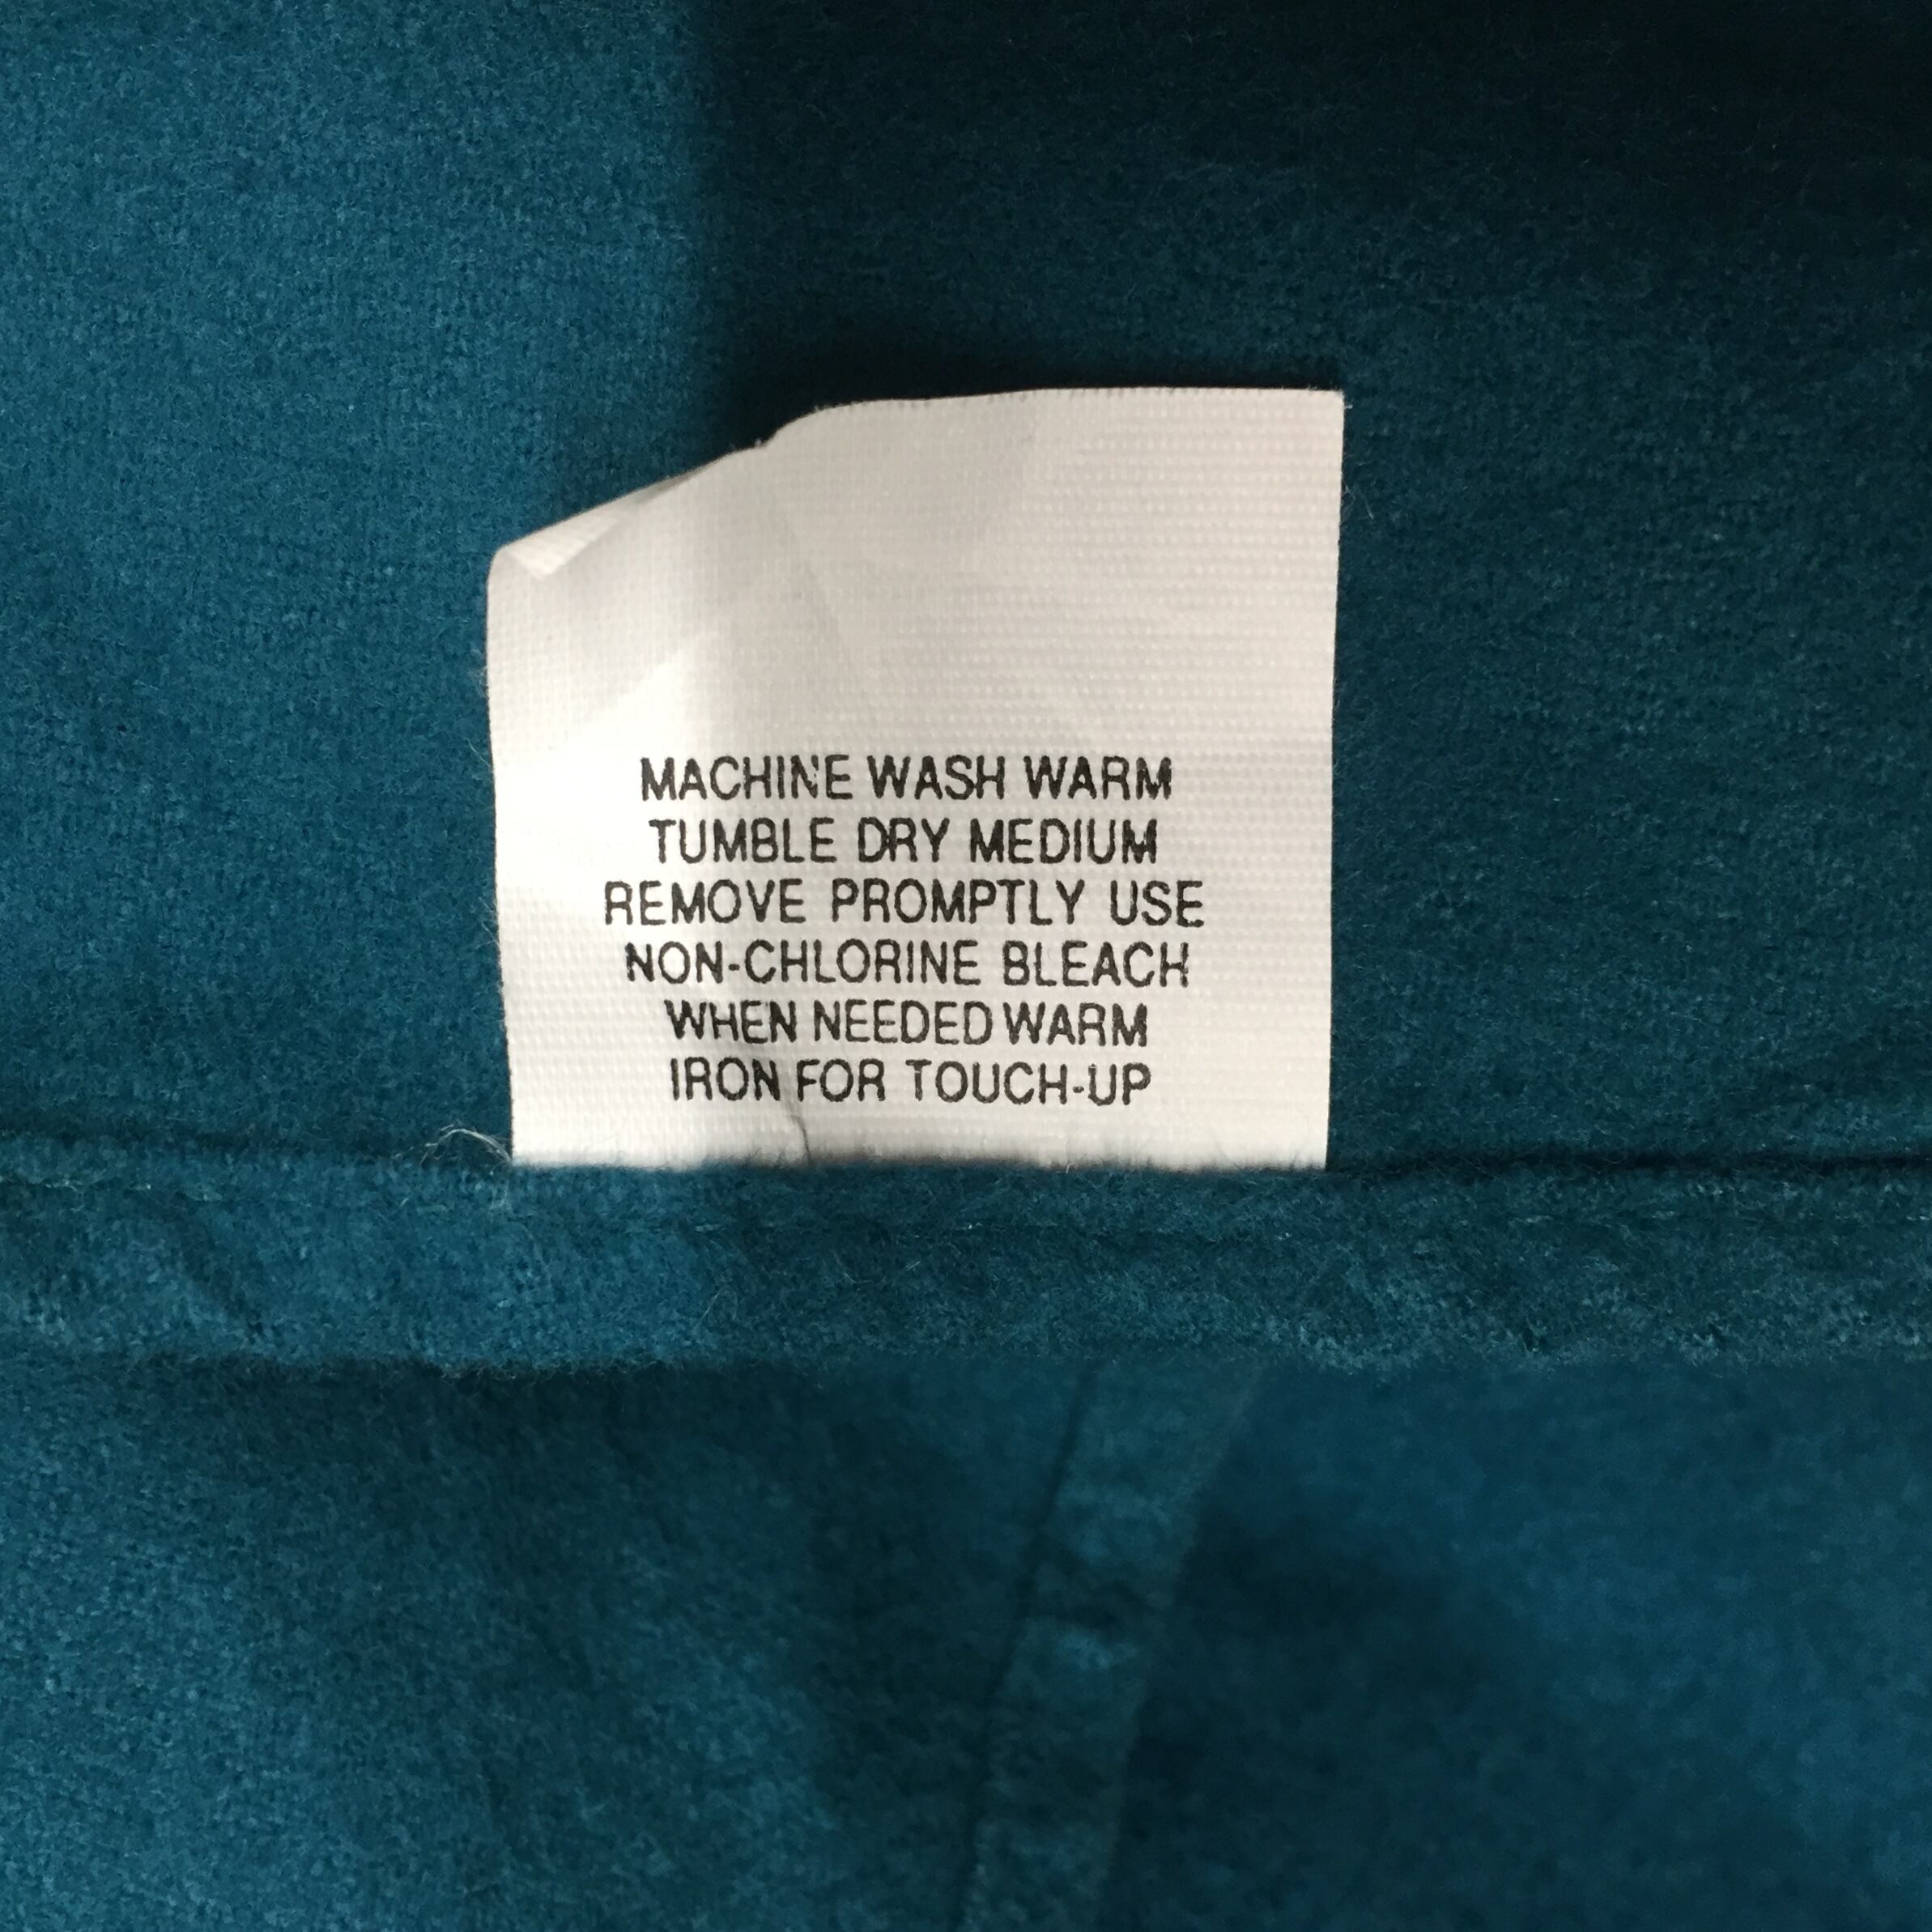 MACHINE WASH WARM
TUMBLE DRY MEDIUM
REMOVE PROMPTLY USE
NON-CHLORINE BLEACH
WHEN NEEDED WARM
IRON FOR TOUCH-UP